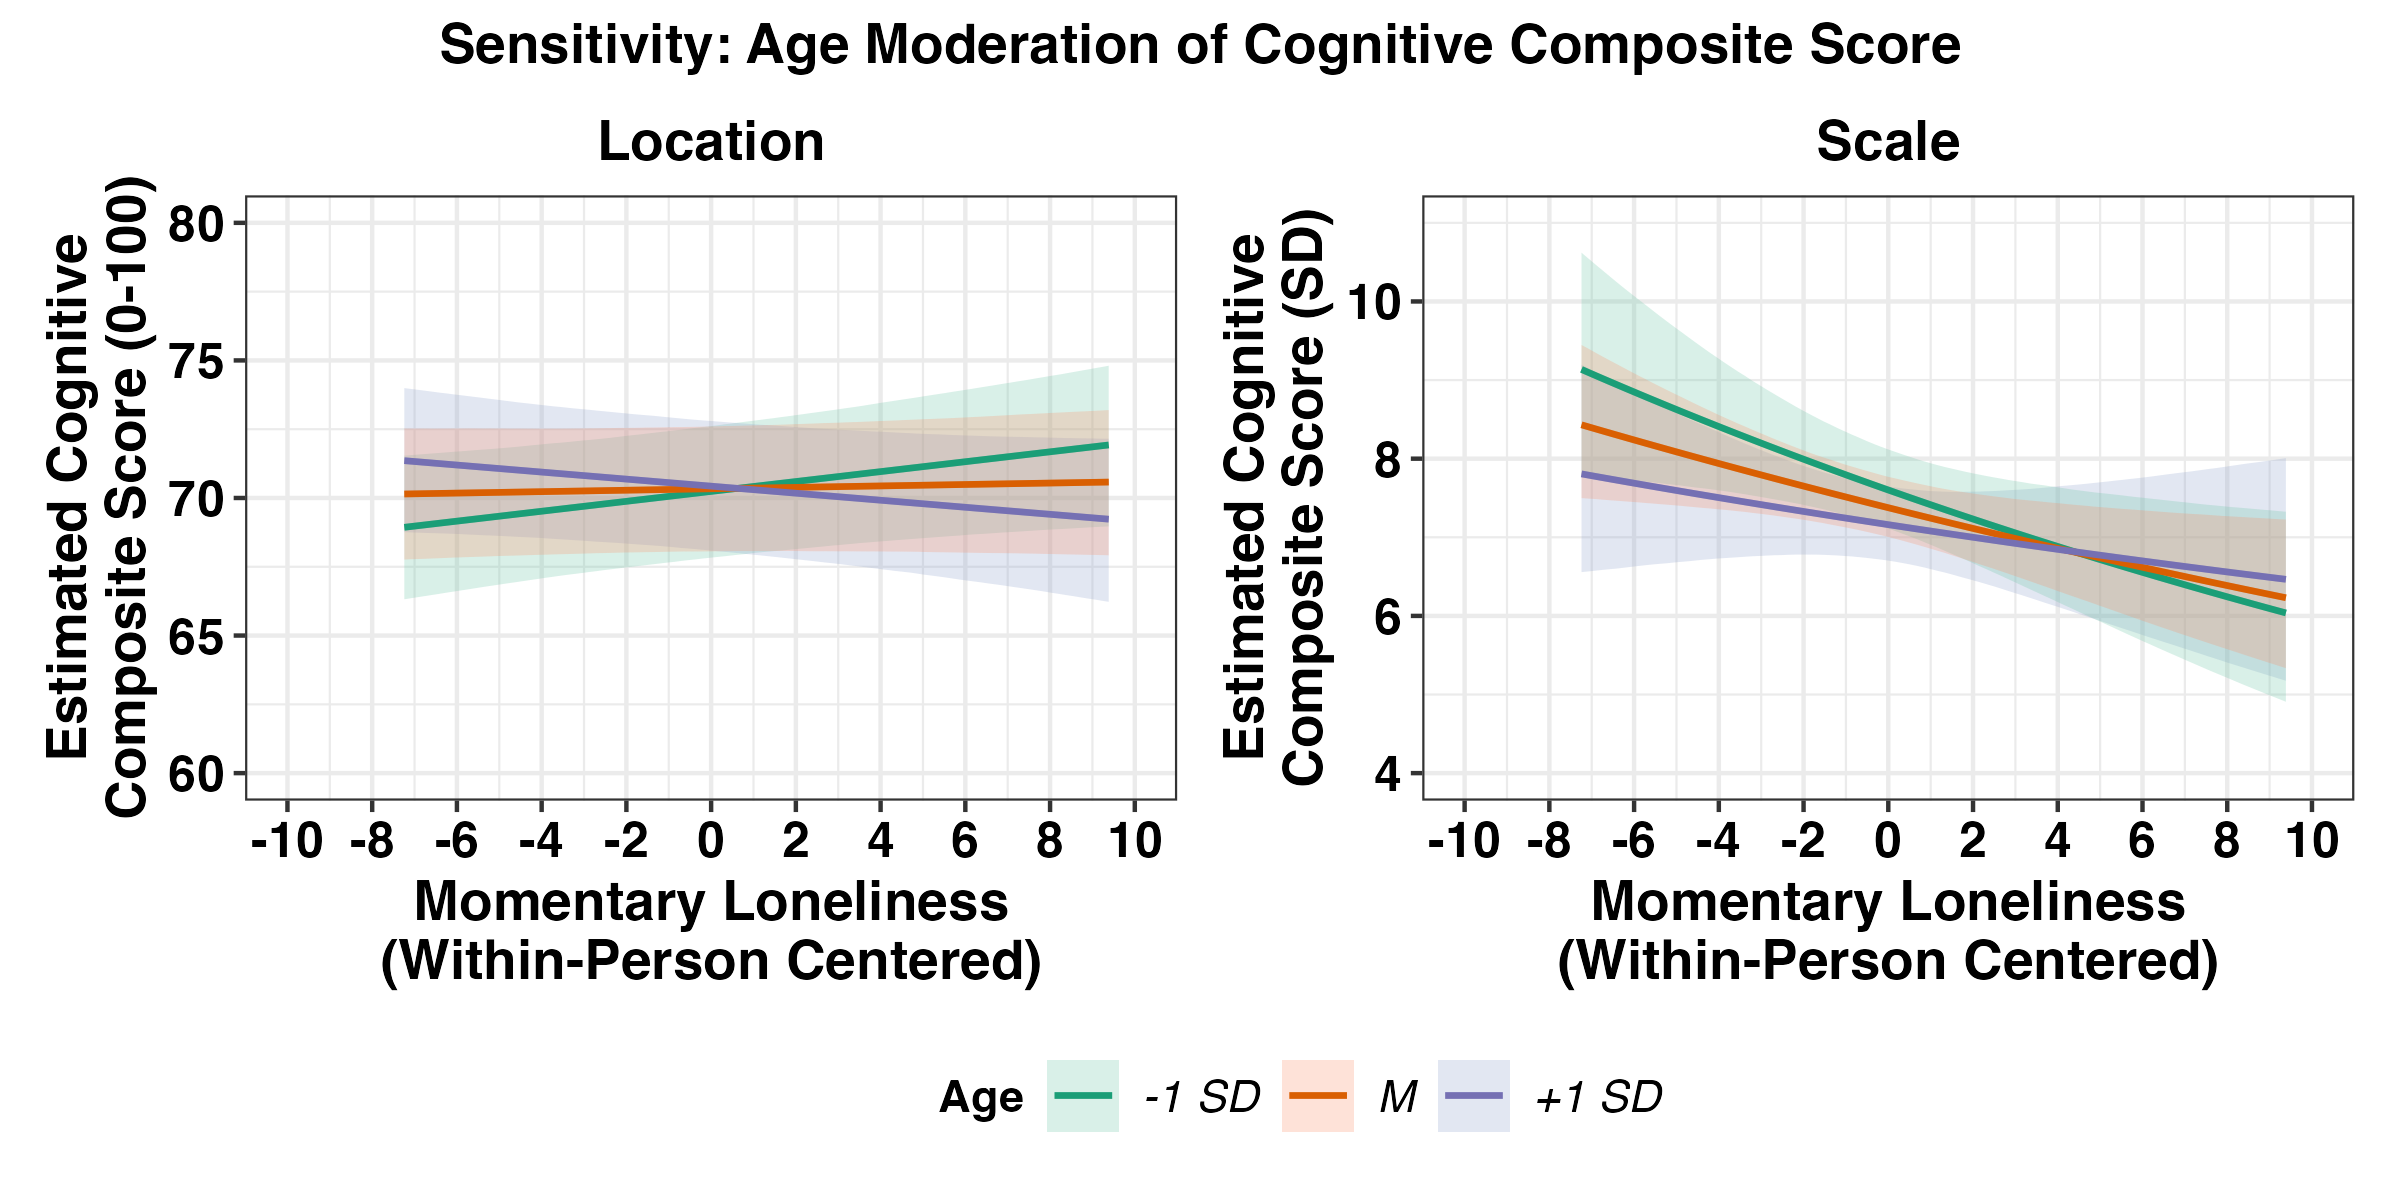 Sensitivity: Age Moderation of Cognitive Composite Score
Location
Estimated Cognitive
Composite Score (0-100)
80
75
70
65
60
-10 -8 -6 -4 -2 0 2 4 6 8 10
Momentary Loneliness
(Within-Person Centered)
Scale
Estimated Cognitive
Composite Score (SD)
10
8
6
4
-10 -8 -6 -4 -2 0 2 4 6 8 10
Momentary Loneliness
(Within-Person Centered)
Age -1 SD M +1 SD